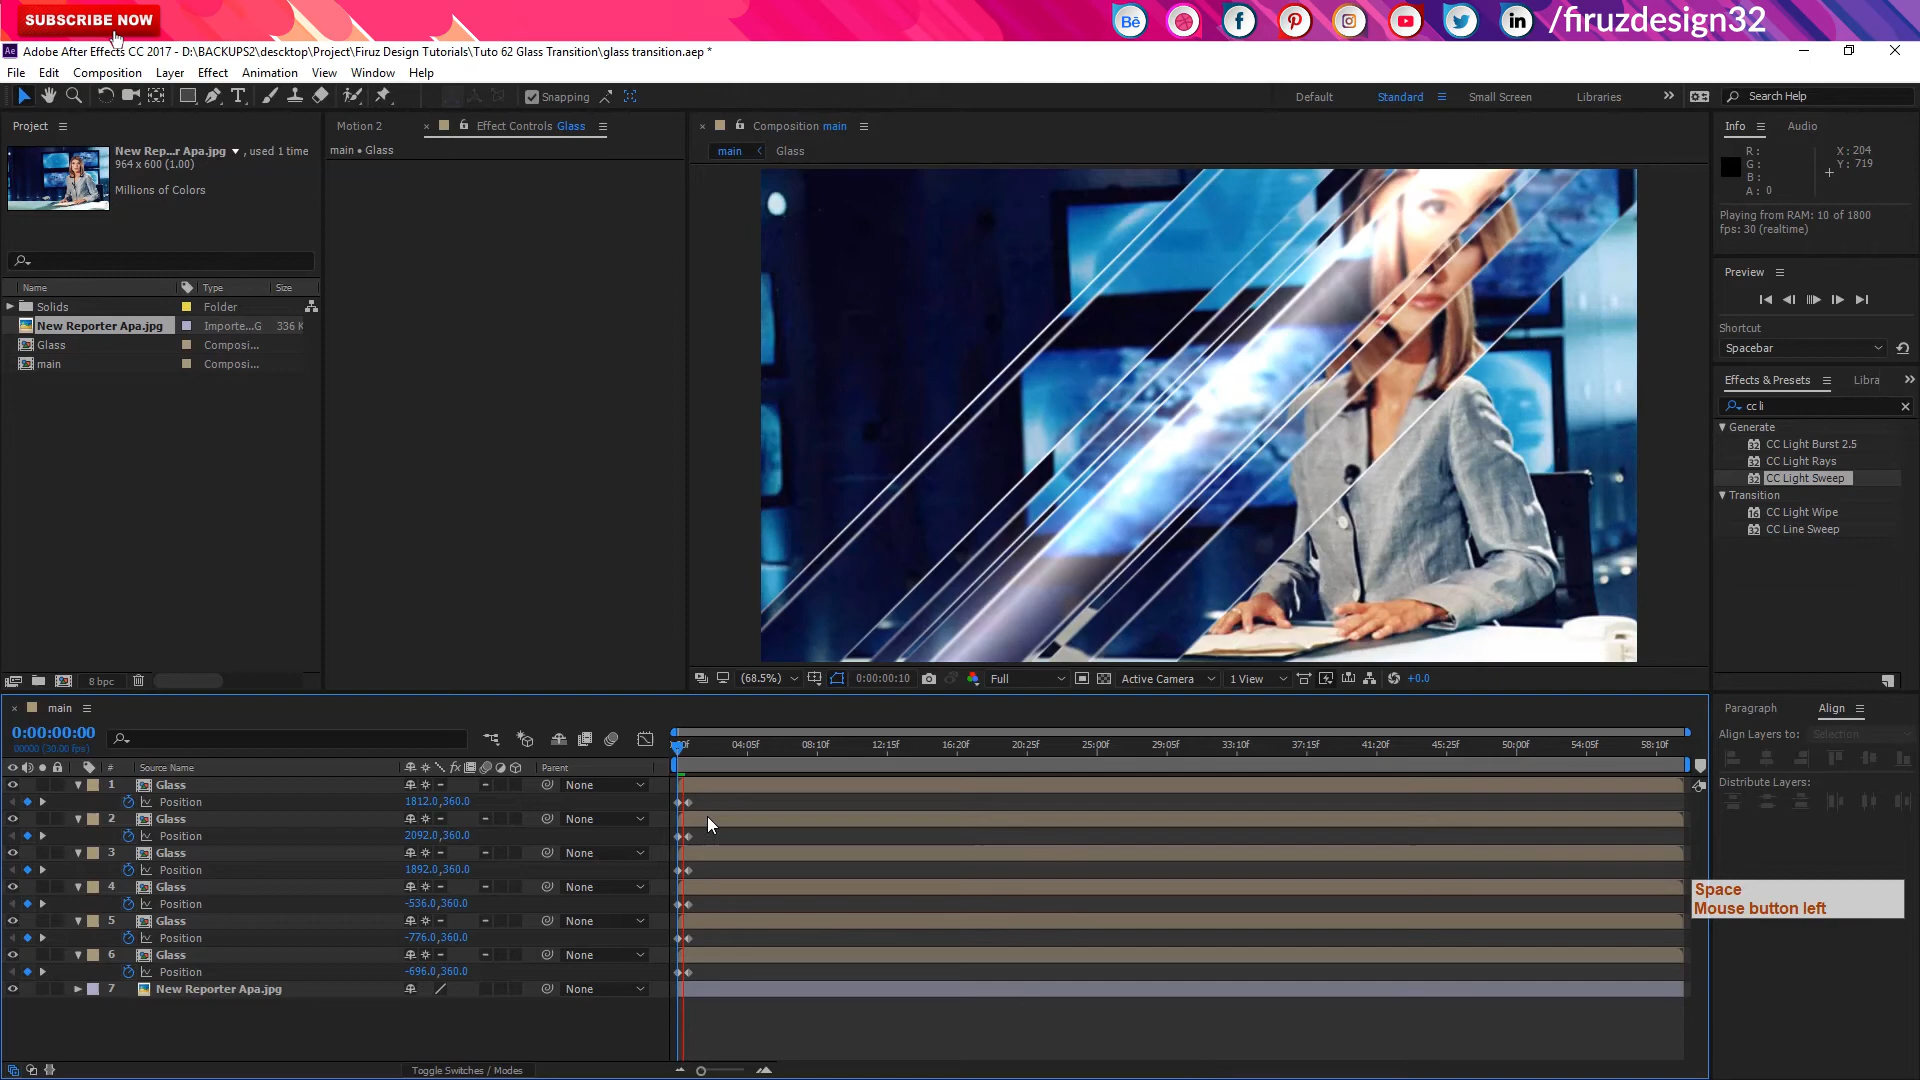 SUBSCRIBE NOW
/firuzdesign32
Adobe After Effects CC 2017 - D:\BACKUPS2\descktop\Project\Firuz Design Tutorials\Tuto 62 Glass Transition\glass transition.aep *
File Edit Composition Layer Effect Animation View Window Help
Snapping Default Standard Small Screen Libraries Search Help
Project Motion 2 Effect Controls Glass Composition main Info Audio
New Rep...r Apa.jpg , used 1 time main • Glass main Glass
964 x 600 (1.00)
Millions of Colors
R : X : 204
G : Y : 719
B :
A : 0
Playing from RAM: 10 of 1800
fps: 30 (realtime)
Preview
Shortcut
Spacebar
Name Type Size
Solids Folder
New Reporter Apa.jpg Importe...G 336 K
Glass Composi...
main Composi...
Effects & Presets Libra
cc li
Generate
CC Light Burst 2.5
CC Light Rays
CC Light Sweep
Transition
CC Light Wipe
CC Line Sweep
8 bpc (68.5%) 0:00:00:10 Full Active Camera 1 View +0.0
main
0:00:00:00
00000 (30.00 fps)
04:05f 08:10f 12:15f 16:20f 20:25f 25:00f 29:05f 33:10f 37:15f 41:20f 45:25f 50:00f 54:05f 58:10f
# Source Name fx Parent
1 Glass None
Position 1812.0,360.0
2 Glass None
Position 2092.0,360.0
3 Glass None
Position 1892.0,360.0
4 Glass None
Position -536.0,360.0
5 Glass None
Position -776.0,360.0
6 Glass None
Position -696.0,360.0
7 New Reporter Apa.jpg None
Toggle Switches / Modes
Paragraph Align
Align Layers to: Selection
Distribute Layers:
Space
Mouse button left